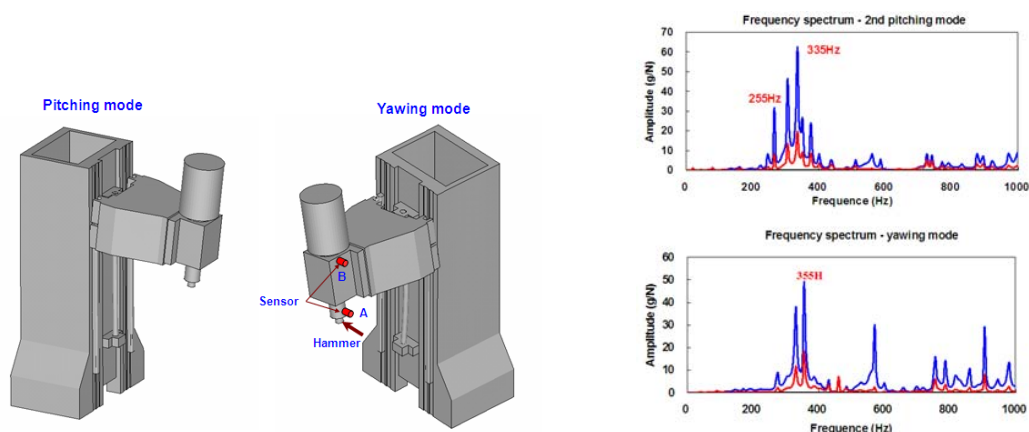 Pitching mode
Yawing mode
B
Sensor
A
Hammer
Frequency spectrum - 2nd pitching mode
70
60
50
40
30
20
10
0
335Hz
255Hz
Amplitude (g/N)
0 200 400 600 800 1000
Frequence (Hz)
Frequency spectrum - yawing mode
60
50
40
30
20
10
0
355H
Amplitude (g/N)
0 200 400 600 800 1000
Frequence (Hz)